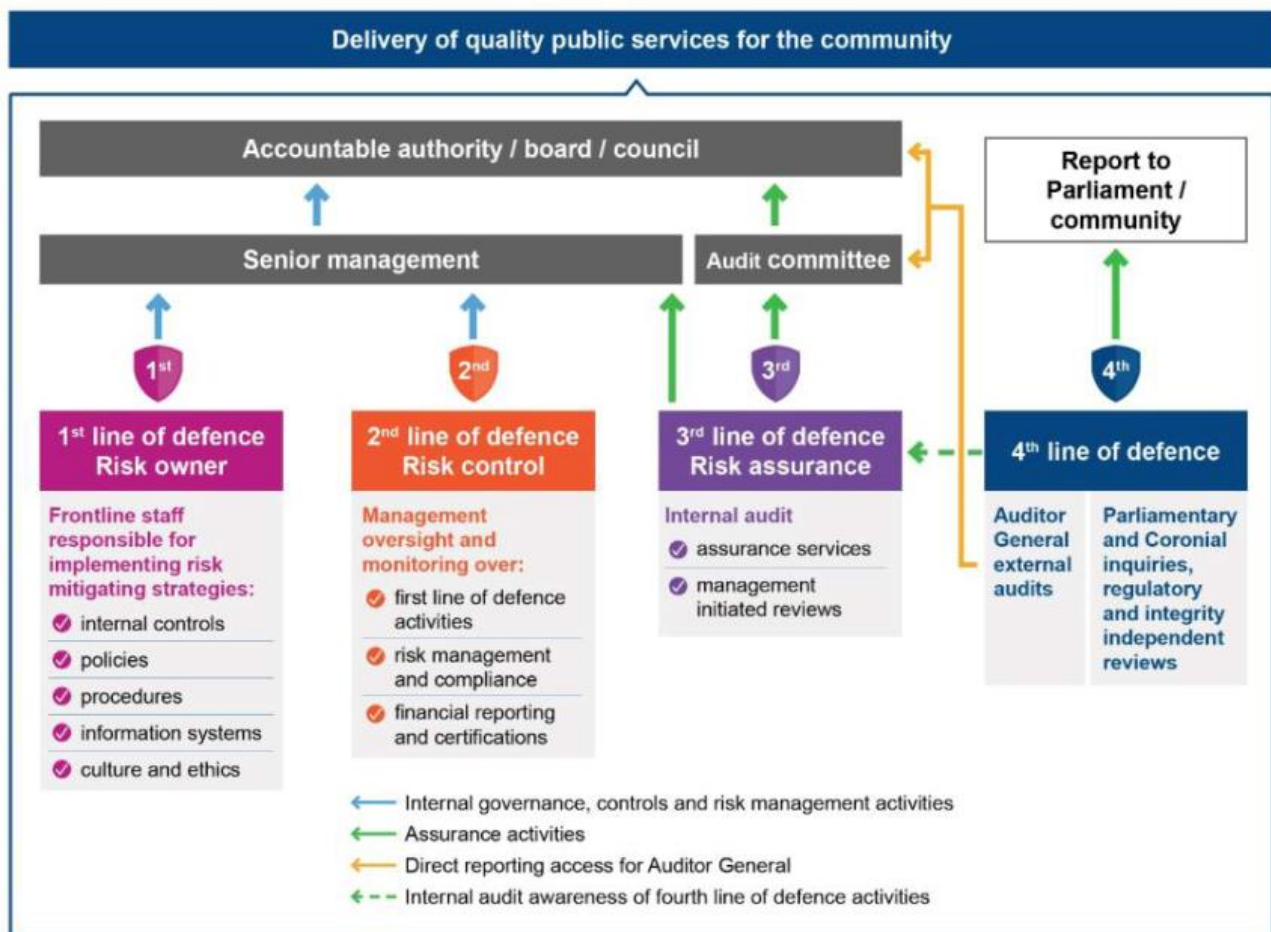 Delivery of quality public services for the community
Accountable authority / board / council
Report to
Parliament /
community
Senior management
Audit committee
1st
2nd
3rd
4th
1st line of defence
Risk owner
Frontline staff
responsible for
implementing risk
mitigating strategies:
internal controls
policies
procedures
information systems
culture and ethics
2nd line of defence
Risk control
Management
oversight and
monitoring over:
first line of defence
activities
risk management
and compliance
financial reporting
and certifications
3rd line of defence
Risk assurance
Internal audit
assurance services
management
initiated reviews
4th line of defence
Auditor
General
external
audits
Parliamentary
and Coronial
inquiries,
regulatory
and integrity
independent
reviews
Internal governance, controls and risk management activities
Assurance activities
Direct reporting access for Auditor General
Internal audit awareness of fourth line of defence activities